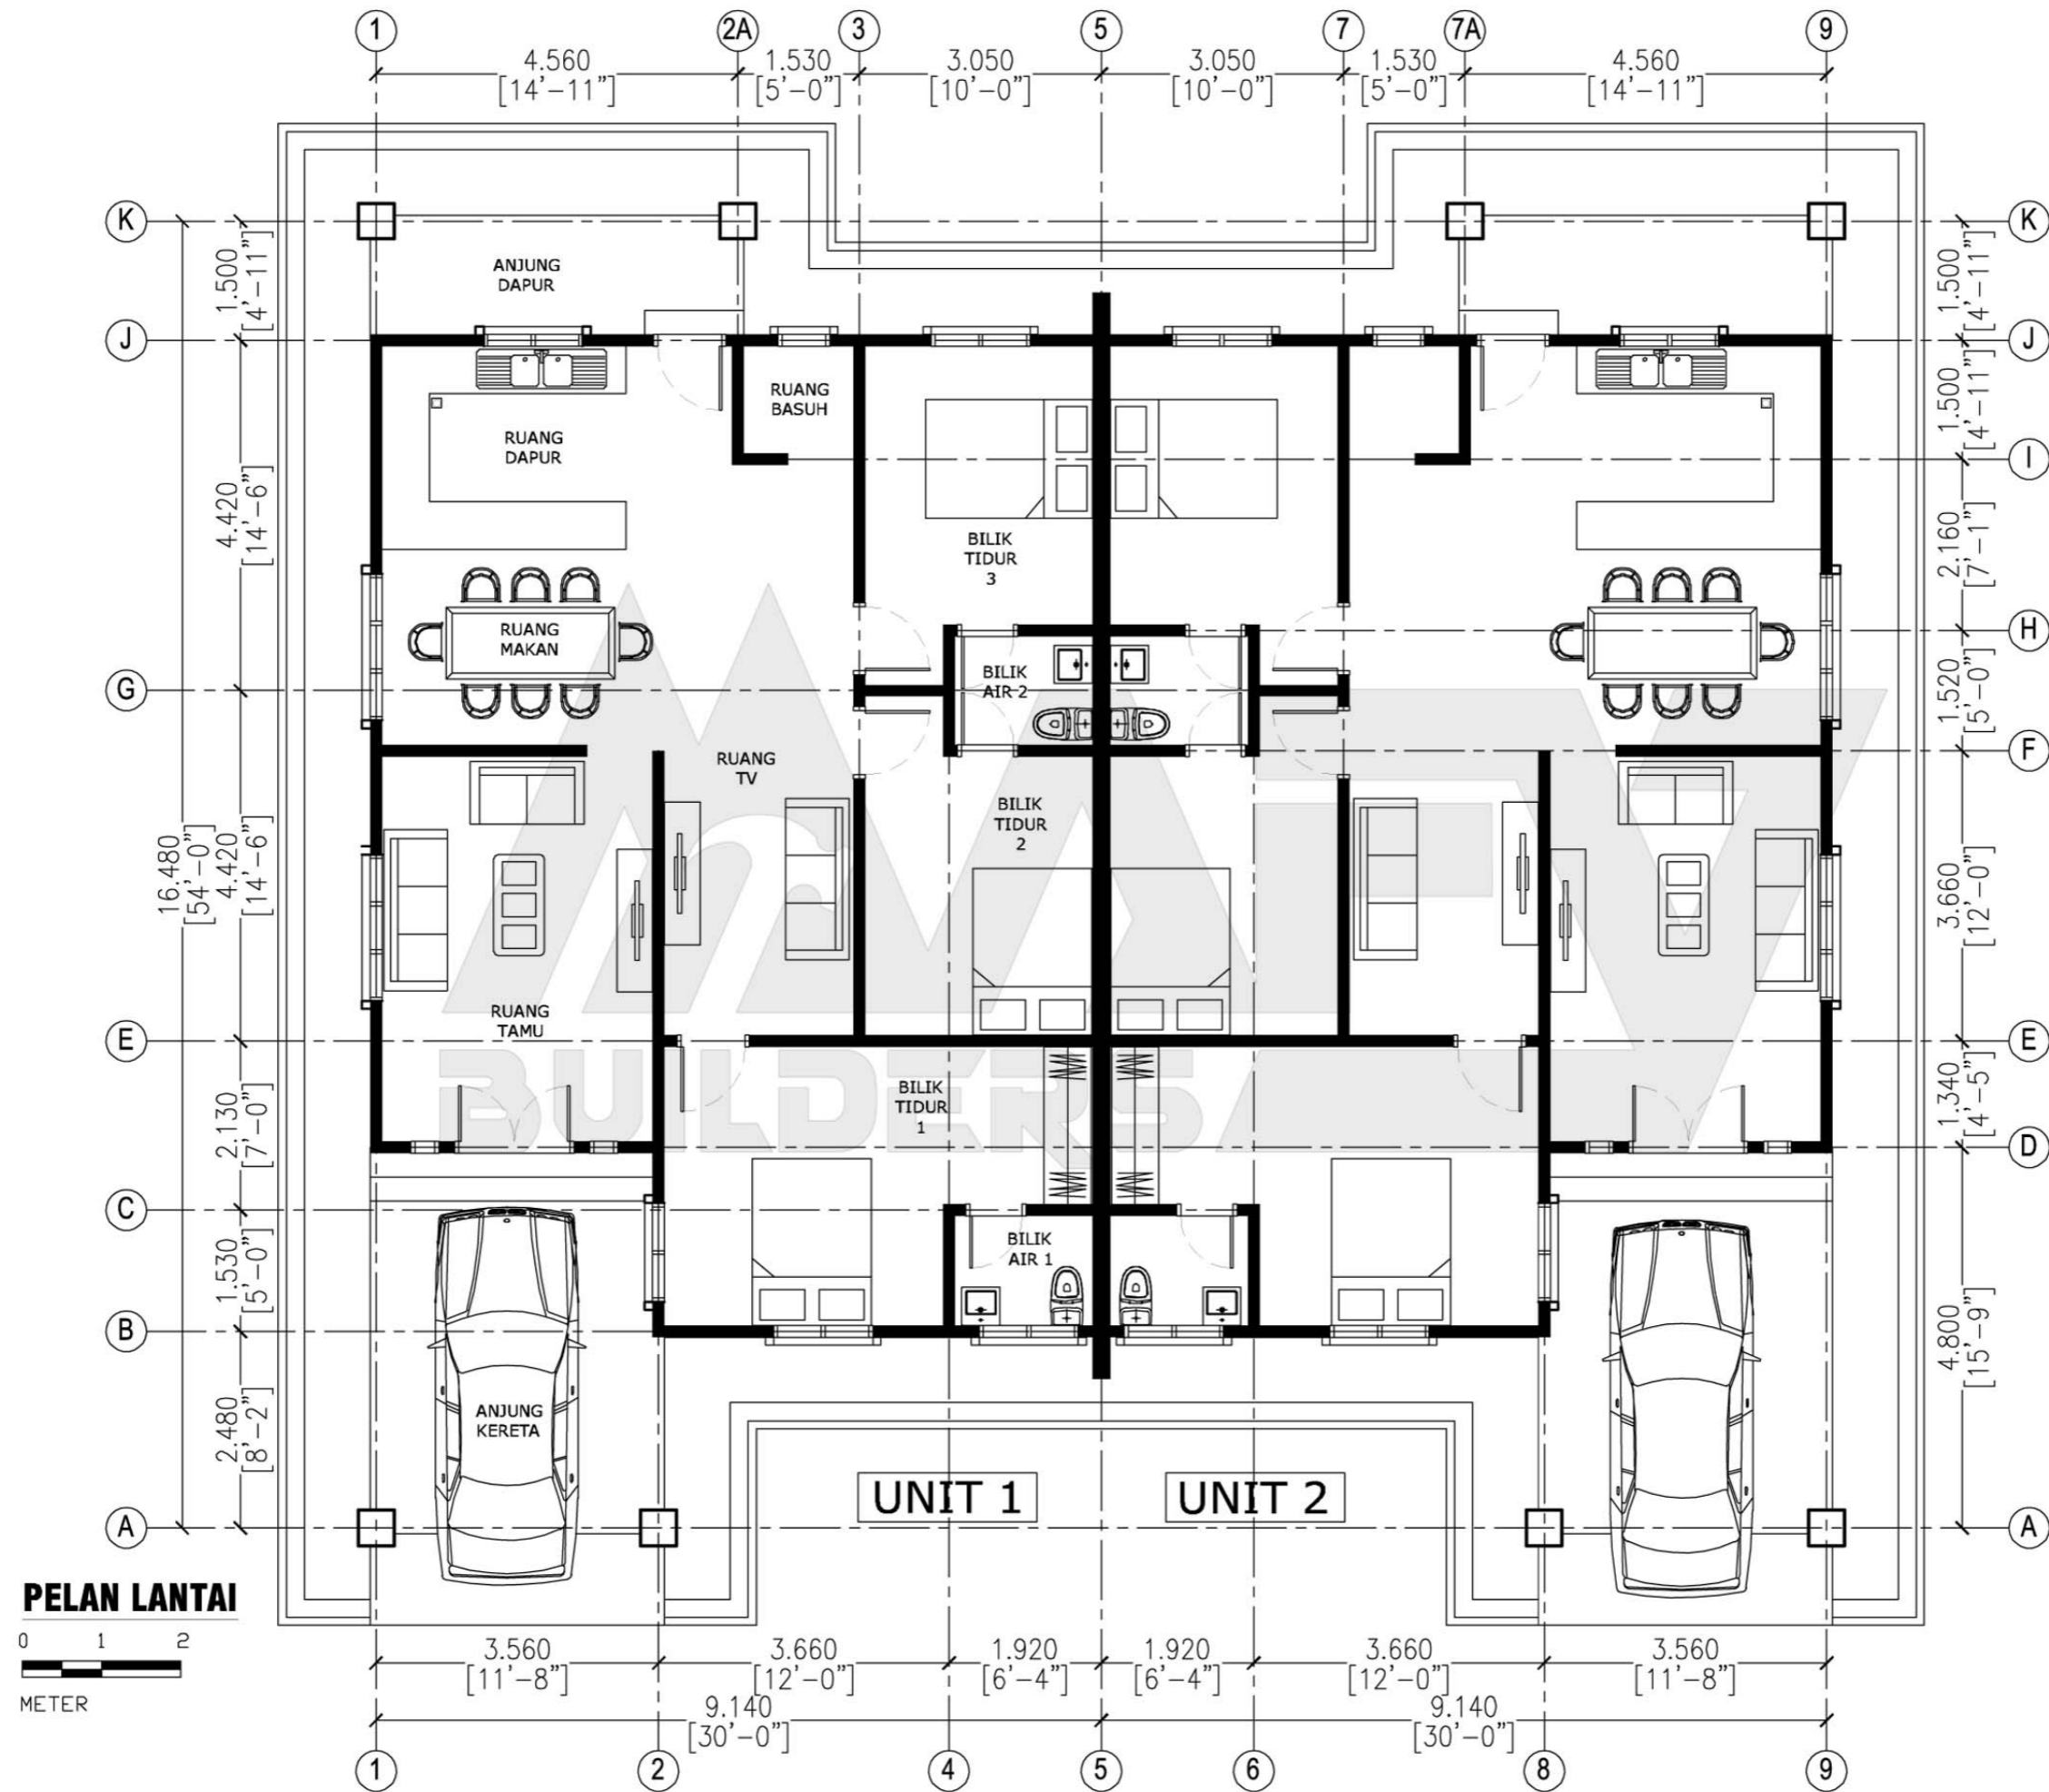 1
2A
3
5
7
7A
9
4.560
[14'-11"]
1.530
[5'-0"]
3.050
[10'-0"]
3.050
[10'-0"]
1.530
[5'-0"]
4.560
[14'-11"]
K
J
G
E
C
B
A
K
J
I
H
F
E
D
A
1.500
[4'-11"]
4.420
[14'-6"]
4.420
[14'-6"]
16.480
[54'-0"]
2.130
[7'-0"]
1.530
[5'-0"]
2.480
[8'-2"]
1.500
[4'-11"]
1.500
[4'-11"]
2.160
[7'-1"]
1.520
[5'-0"]
3.660
[12'-0"]
1.340
[4'-5"]
4.800
[15'-9"]
ANJUNG
DAPUR
RUANG
BASUH
RUANG
DAPUR
BILIK
TIDUR
3
RUANG
MAKAN
BILIK
AIR 2
RUANG
TV
BILIK
TIDUR
2
RUANG
TAMU
BUILDERS
BILIK
TIDUR
1
BILIK
AIR 1
ANJUNG
KERETA
UNIT 1
UNIT 2
PELAN LANTAI
0 1 2
METER
3.560
[11'-8"]
3.660
[12'-0"]
1.920
[6'-4"]
1.920
[6'-4"]
3.660
[12'-0"]
3.560
[11'-8"]
9.140
[30'-0"]
9.140
[30'-0"]
1
2
4
5
6
8
9